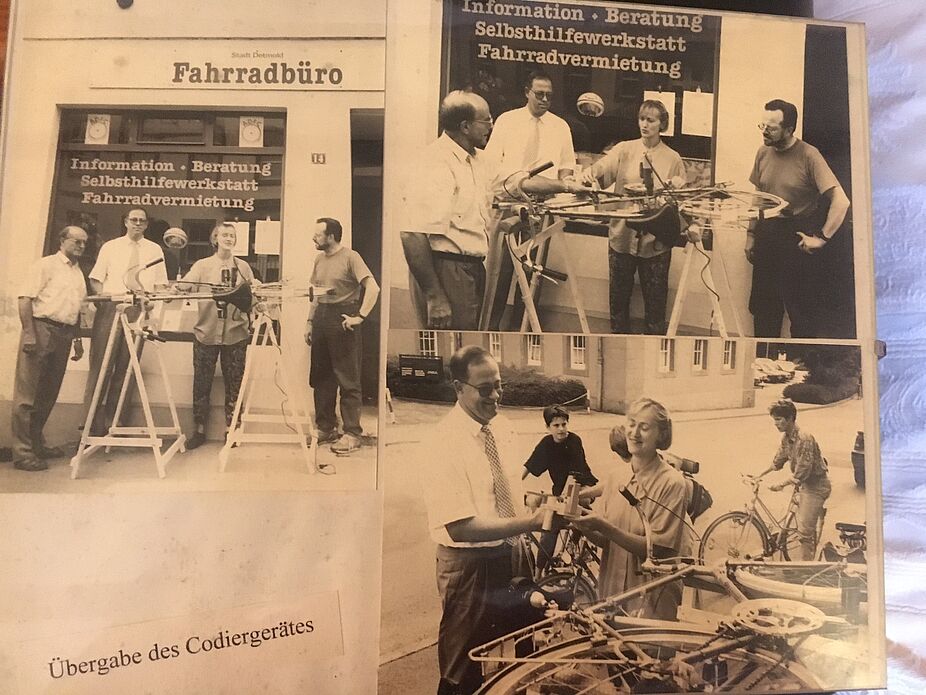 Stadt Detmold
Fahrradbüro
14
Information • Beratung
Selbsthilfewerkstatt
Fahrradvermietung
Information • Beratung
Selbsthilfewerkstatt
Fahrradvermietung
Übergabe des Codiergerätes